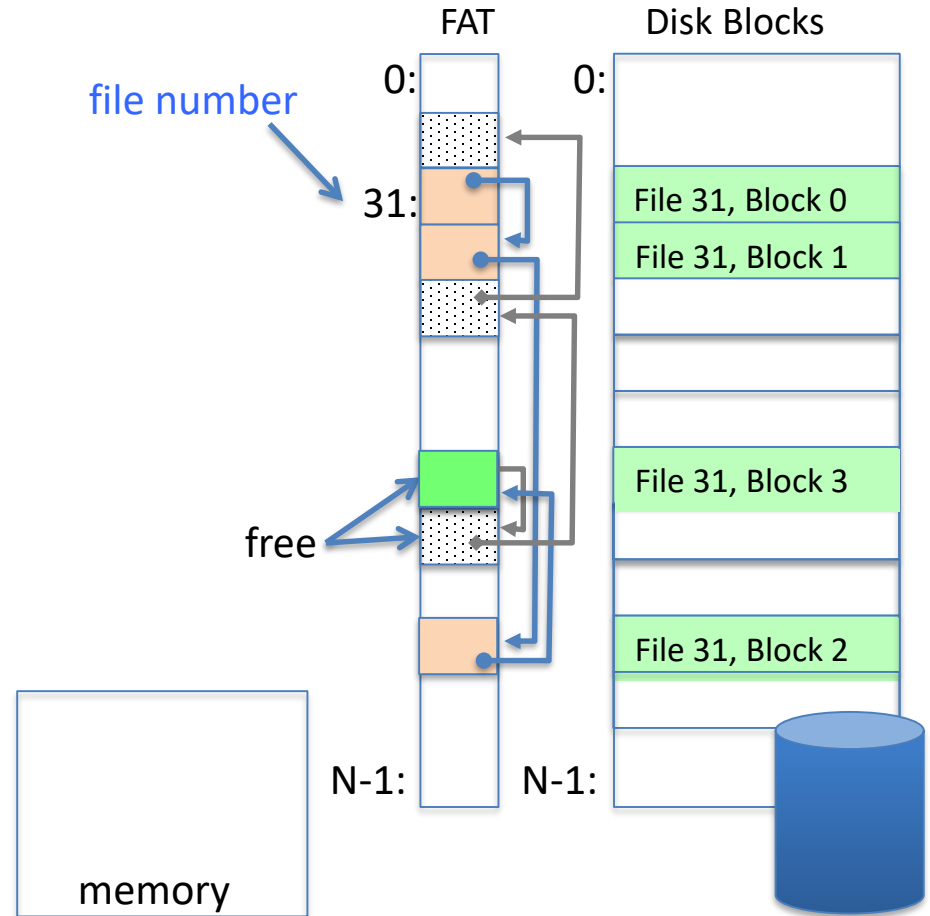 FAT
Disk Blocks
0:
0:
file number
31:
File 31, Block 0
File 31, Block 1
File 31, Block 3
free
File 31, Block 2
N-1:
N-1:
memory